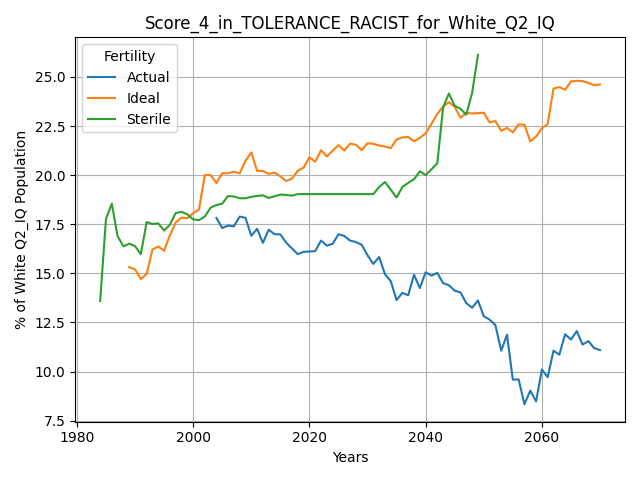 Score_4_in_TOLERANCE_RACIST_for_White_Q2_IQ
Fertility
Actual
Ideal
Sterile
% of White Q2_IQ Population
25.0
22.5
20.0
17.5
15.0
12.5
10.0
7.5
1980
2000
2020
2040
2060
Years